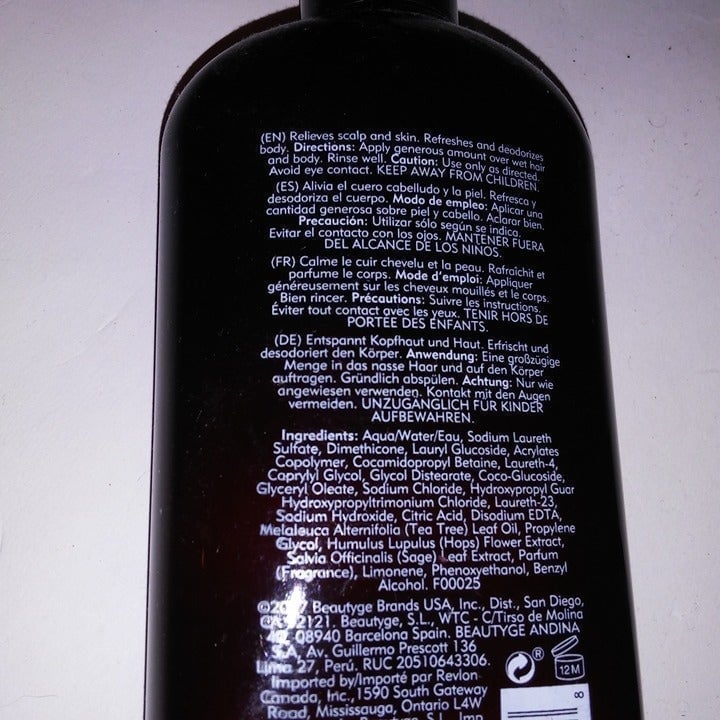 (EN) Relieves scalp and skin. Refreshes and deodorizes
body. Directions: Apply generous amount over wet hair
and body. Rinse well. Caution: Use only as directed.
Avoid eye contact. KEEP AWAY FROM CHILDREN.
(ES) Alivia el cuero cabelludo y la piel. Refresca y
desodoriza el cuerpo. Modo de empleo: Aplicar una
cantidad generosa sobre piel y cabello. Aclarar bien.
Precaución: Utilizar sólo según se indica.
Evitar el contacto con los ojos. MANTENER FUERA
DEL ALCANCE DE LOS NIÑOS.
(FR) Calme le cuir chevelu et la peau. Rafraîchit et
parfume le corps. Mode d'emploi: Appliquer
généreusement sur les cheveux mouillés et le corps.
Bien rincer. Précautions: Suivre les instructions.
Éviter tout contact avec les yeux. TENIR HORS DE
PORTÉE DES ENFANTS.
(DE) Entspannt Kopfhaut und Haut. Erfrischt und
desodoriert den Körper. Anwendung: Eine großzügige
Menge in das nasse Haar und auf den Körper
auftragen. Gründlich abspülen. Achtung: Nur wie
angewiesen verwenden. Kontakt mit den Augen
vermeiden. UNZUGÄNGLICH FÜR KINDER
AUFBEWAHREN.
Ingredients: Aqua/Water/Eau, Sodium Laureth
Sulfate, Dimethicone, Lauryl Glucoside, Acrylates
Copolymer, Cocamidopropyl Betaine, Laureth-4,
Caprylyl Glycol, Glycol Distearate, Coco-Glucoside,
Glyceryl Oleate, Sodium Chloride, Hydroxypropyl Guar
Hydroxypropyltrimonium Chloride, Laureth-23,
Sodium Hydroxide, Citric Acid, Disodium EDTA,
Melaleuca Alternifolia (Tea Tree) Leaf Oil, Propylene
Glycol, Humulus Lupulus (Hops) Flower Extract,
Salvia Officinalis (Sage) Leaf Extract, Parfum
(Fragrance), Limonene, Phenoxyethanol, Benzyl
Alcohol. F00025
Beautyge Brands USA, Inc., Dist., San Diego,
Beautyge, S.L., WTC - C/Tirso de Molina
08940 Barcelona Spain. BEAUTYGE ANDINA
S.A, Av. Guillermo Prescott 136
Lima 27, Perú. RUC 20510643306.
Imported by/Importé par Revlon
Canada, Inc., 1590 South Gateway
Road, Mississauga, Ontario L4W
Beautyge, S.L., Imp.
®
12M
8